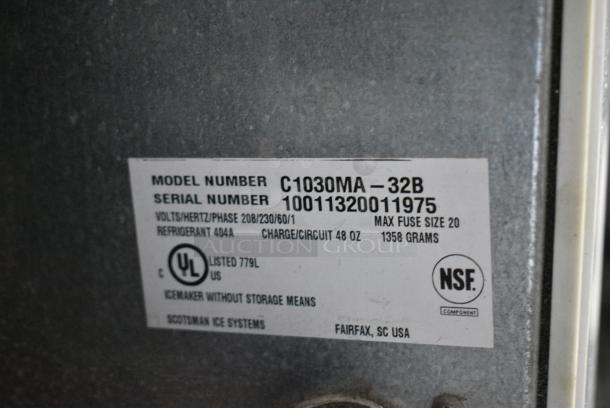 MODEL NUMBER C1030MA-32B
SERIAL NUMBER 10011320011975
VOLTS/HERTZ/PHASE 208/230/60/1 MAX FUSE SIZE 20
REFRIGERANT 404A CHARGE/CIRCUIT 48 OZ 1358 GRAMS
AUCTION GROUP
C UL US LISTED 779L
NSF.
COMPONENT
ICEMAKER WITHOUT STORAGE MEANS
SCOTSMAN ICE SYSTEMS FAIRFAX, SC USA